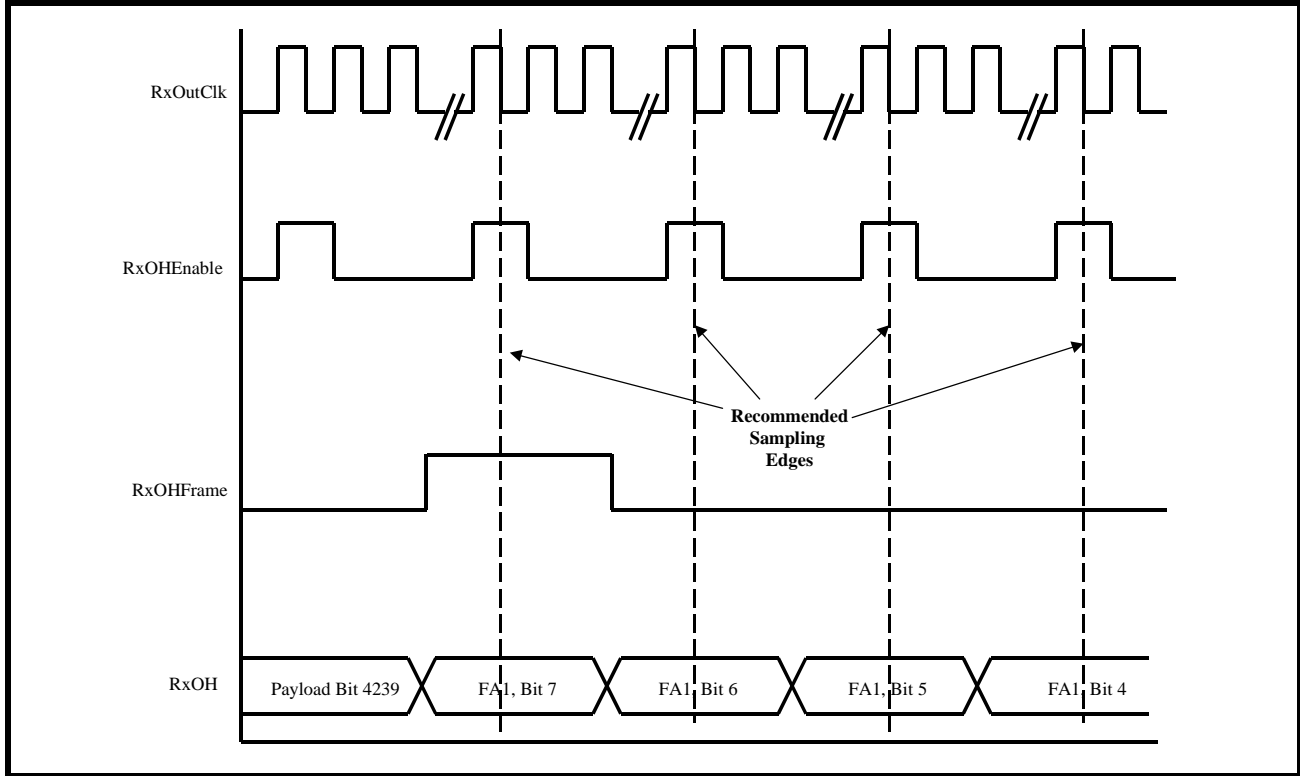 RxOutClk
RxOHEnable
Recommended
Sampling
Edges
RxOHFrame
RxOH
Payload Bit 4239
FA1, Bit 7
FA1, Bit 6
FA1, Bit 5
FA1, Bit 4